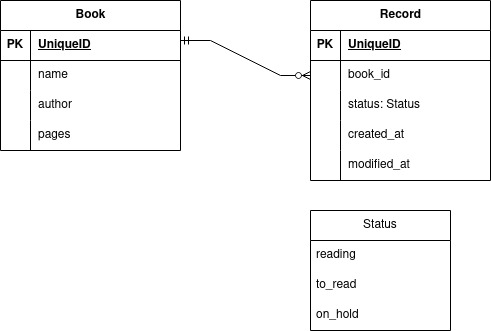 Book
PK UniqueID
name
author
pages
Record
PK UniqueID
book_id
status: Status
created_at
modified_at
Status
reading
to_read
on_hold